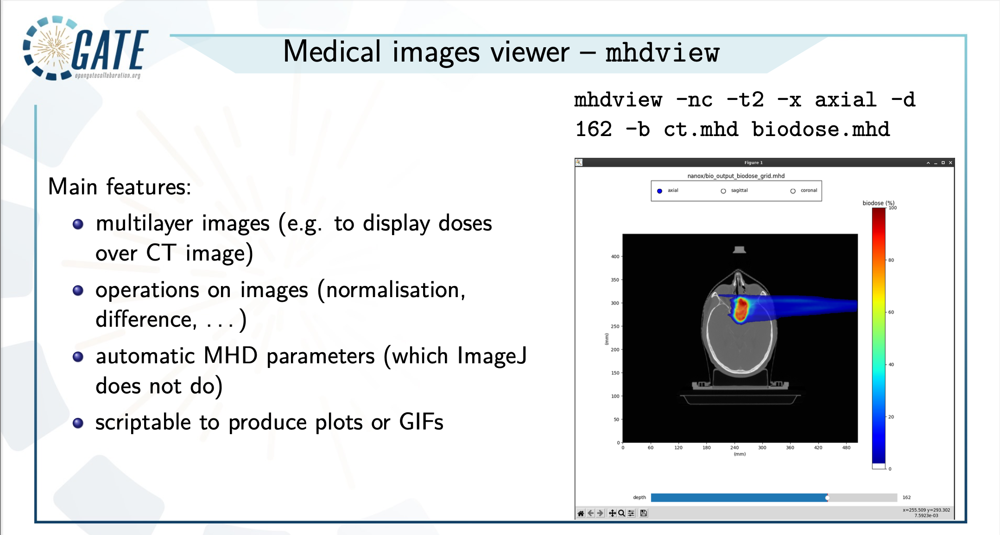 GATE
opengatecollaboration.org
Medical images viewer – mhdview
mhdview -nc -t2 -x axial -d
162 -b ct.mhd biodose.mhd
Main features:
multilayer images (e.g. to display doses
over CT image)
operations on images (normalisation,
difference, . . . )
automatic MHD parameters (which ImageJ
does not do)
scriptable to produce plots or GIFs
Figure 1
nanox/bio_output_biodose_grid.mhd
axial sagittal coronal
biodose (%)
100
80
60
40
20
0
400
350
300
250
200
150
100
50
0
(mm)
0 60 120 180 240 300 360 420 480
(mm)
depth 162
x=255.509 y=293.302
7.5923e-03